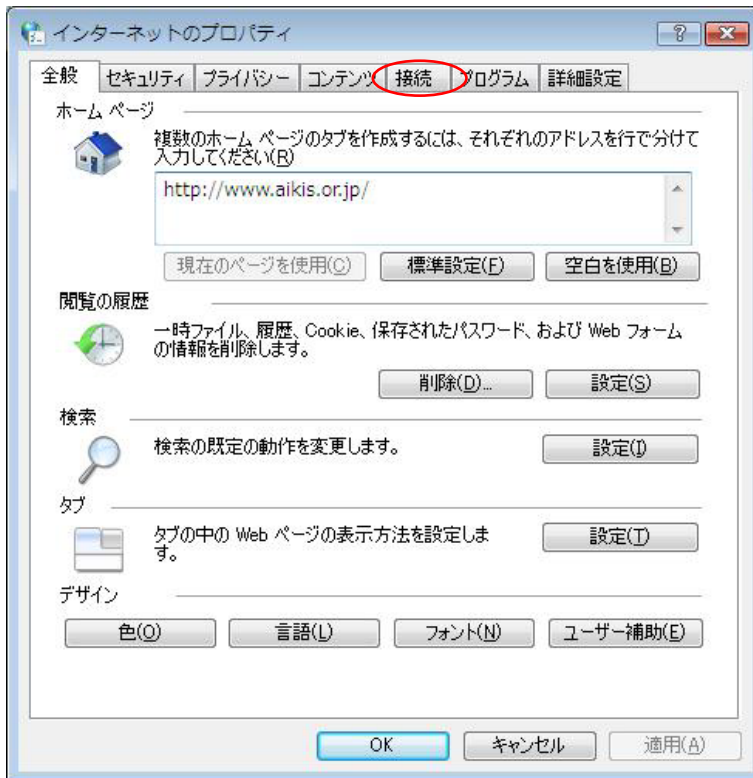 インターネットのプロパティ
全般 セキュリティ プライバシー コンテンツ 接続 プログラム 詳細設定
ホーム ページ
複数のホーム ページのタブを作成するには、それぞれのアドレスを行で分けて
入力してください(R)
http://www.aikis.or.jp/
現在のページを使用(C) 標準設定(F) 空白を使用(B)
閲覧の履歴
一時ファイル、履歴、Cookie、保存されたパスワード、および Web フォーム
の情報を削除します。
削除(D)... 設定(S)
検索
検索の既定の動作を変更します。
設定(I)
タブ
タブの中の Web ページの表示方法を設定しま
す。
設定(T)
デザイン
色(O) 言語(L) フォント(N) ユーザー補助(E)
OK キャンセル 適用(A)